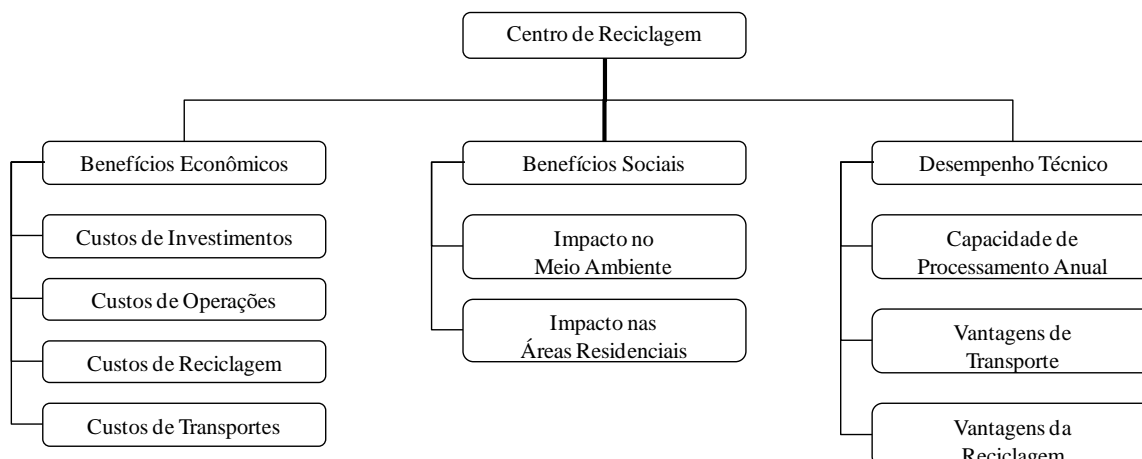 Centro de Reciclagem
Benefícios Econômicos
Custos de Investimentos
Custos de Operações
Custos de Reciclagem
Custos de Transportes
Benefícios Sociais
Impacto no
Meio Ambiente
Impacto nas
Áreas Residenciais
Desempenho Técnico
Capacidade de
Processamento Anual
Vantagens de
Transporte
Vantagens da
Reciclagem